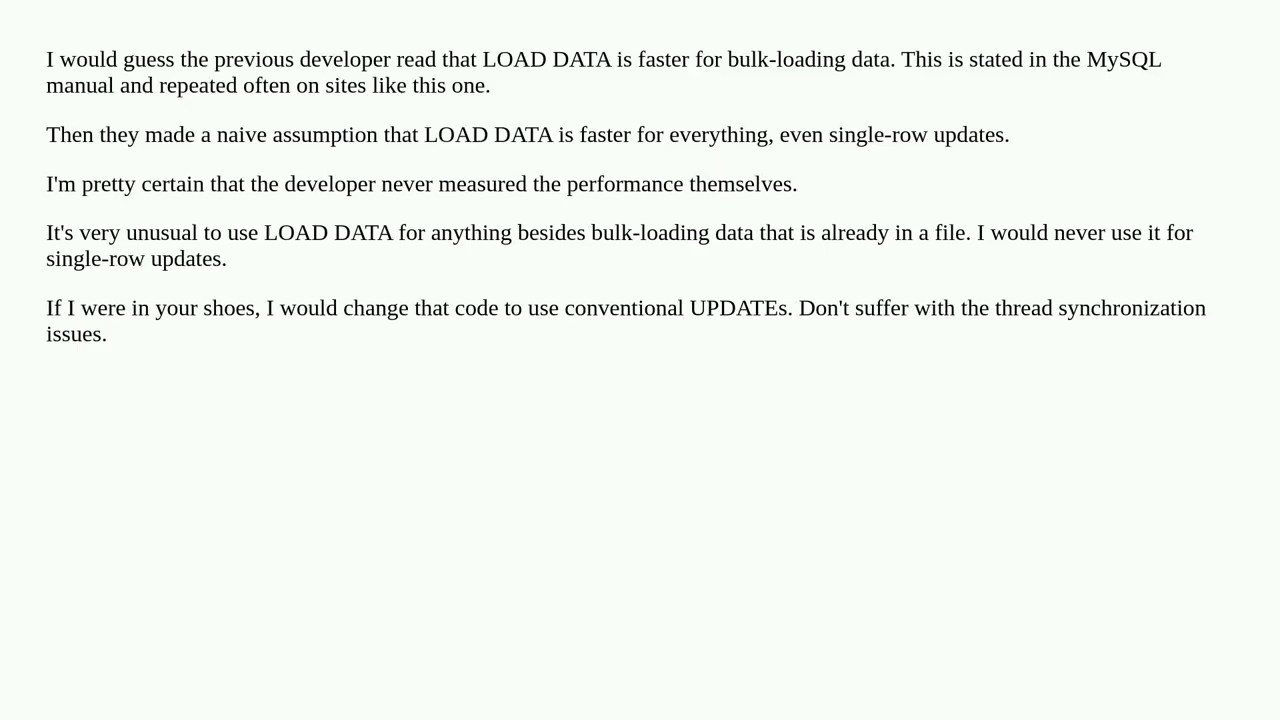 I would guess the previous developer read that LOAD DATA is faster for bulk-loading data. This is stated in the MySQL
manual and repeated often on sites like this one.
Then they made a naive assumption that LOAD DATA is faster for everything, even single-row updates.
I'm pretty certain that the developer never measured the performance themselves.
It's very unusual to use LOAD DATA for anything besides bulk-loading data that is already in a file. I would never use it for
single-row updates.
If I were in your shoes, I would change that code to use conventional UPDATEs. Don't suffer with the thread synchronization
issues.